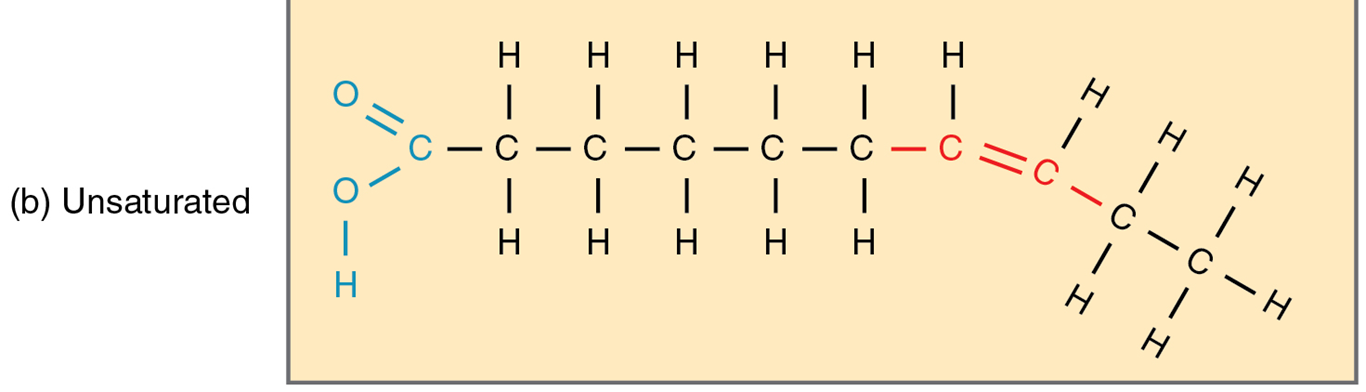 H H H H H H
O H
H
C C C C C C C
C H
(b) Unsaturated O
C
H H H H H C
H
H H
H